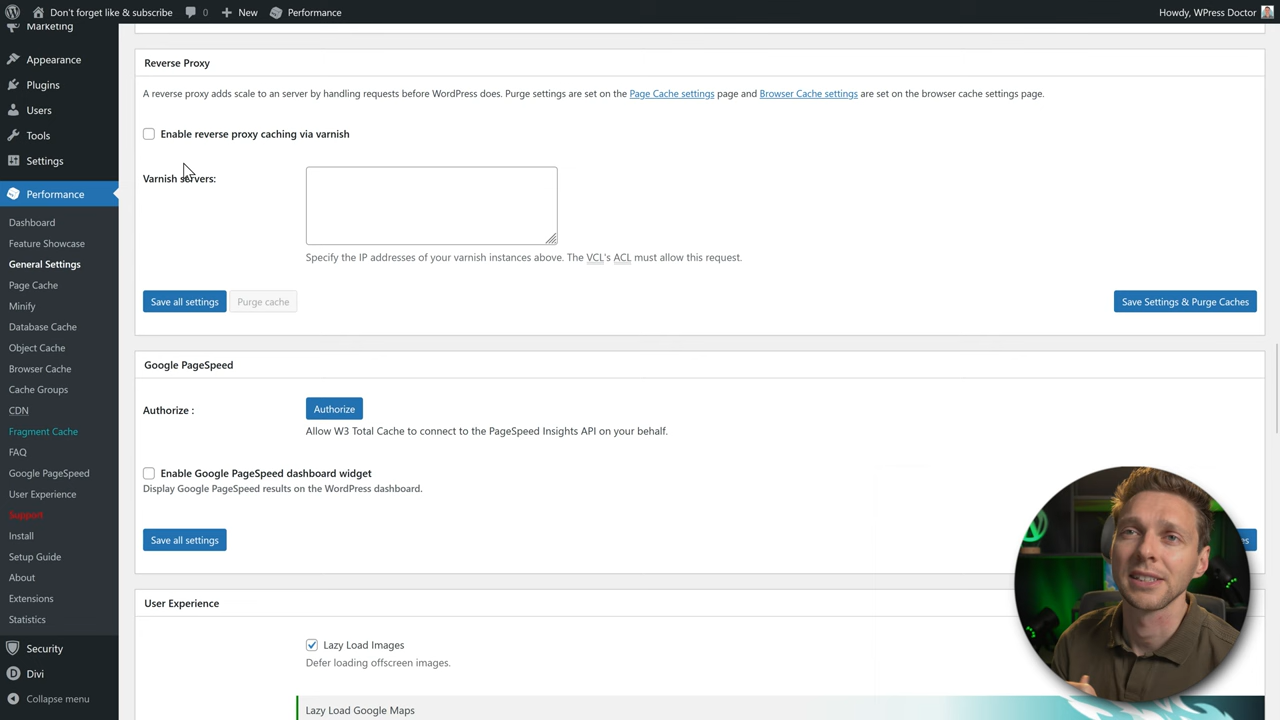 Don't forget like & subscribe 0 New Performance Howdy, WPress Doctor
Marketing
Appearance
Plugins
Users
Tools
Settings
Performance
Dashboard
Feature Showcase
General Settings
Page Cache
Minify
Database Cache
Object Cache
Browser Cache
Cache Groups
CDN
Fragment Cache
FAQ
Google PageSpeed
User Experience
Support
Install
Setup Guide
About
Extensions
Statistics
Security
Divi
Collapse menu
Reverse Proxy
A reverse proxy adds scale to an server by handling requests before WordPress does. Purge settings are set on the Page Cache settings page and Browser Cache settings are set on the browser cache settings page.
Enable reverse proxy caching via varnish
Varnish servers:
Specify the IP addresses of your varnish instances above. The VCL's ACL must allow this request.
Save all settings Purge cache Save Settings & Purge Caches
Google PageSpeed
Authorize : Authorize
Allow W3 Total Cache to connect to the PageSpeed Insights API on your behalf.
Enable Google PageSpeed dashboard widget
Display Google PageSpeed results on the WordPress dashboard.
Save all settings
User Experience
Lazy Load Images
Defer loading offscreen images.
Lazy Load Google Maps